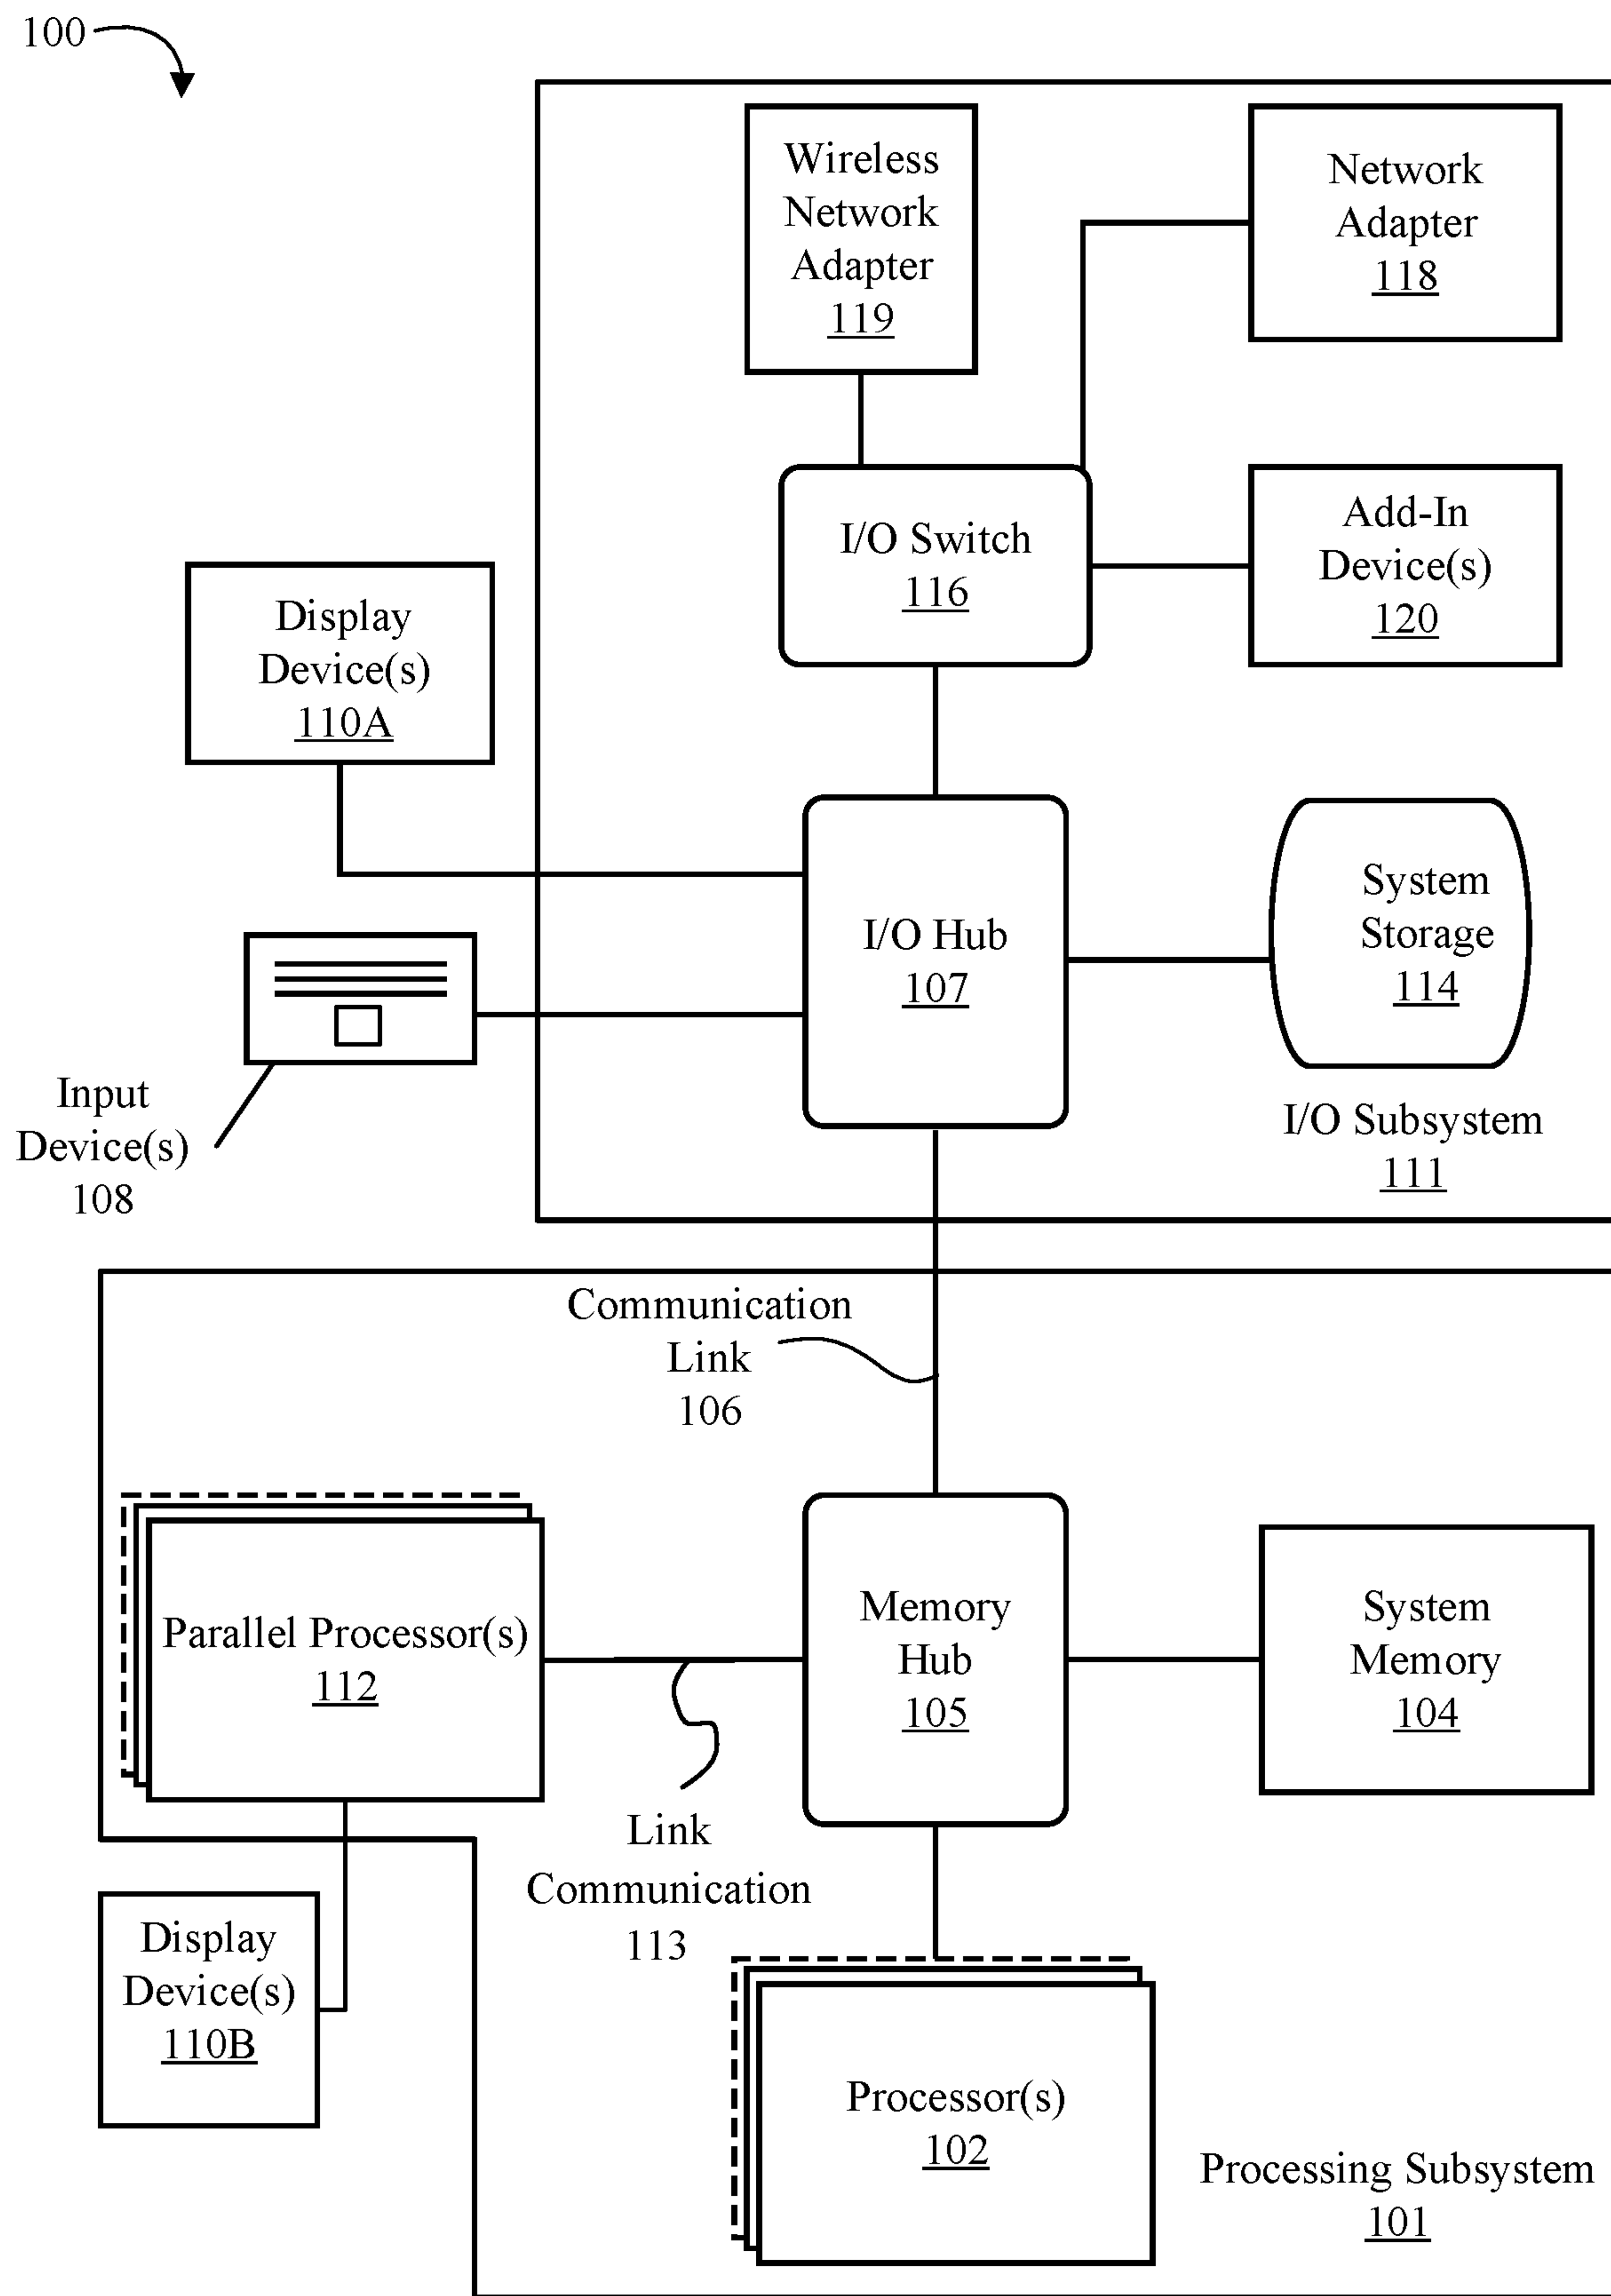 100
Wireless
Network
Adapter
119
Network
Adapter
118
I/O Switch
116
Add-In
Device(s)
120
Display
Device(s)
110A
I/O Hub
107
System
Storage
114
Input
Device(s)
108
I/O Subsystem
111
Communication
Link
106
Parallel Processor(s)
112
Memory
Hub
105
System
Memory
104
Link
Communication
113
Display
Device(s)
110B
Processor(s)
102
Processing Subsystem
101